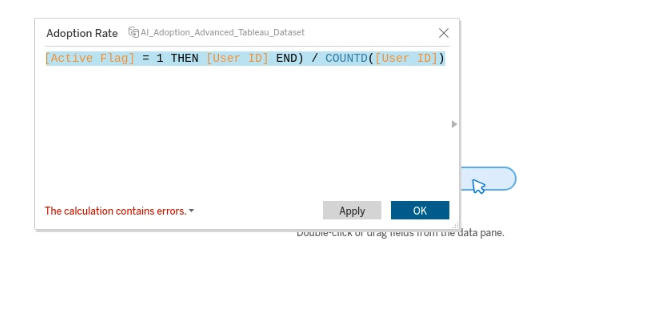 Adoption Rate AI_Adoption_Advanced_Tableau_Dataset
[Active Flag] = 1 THEN [User ID] END) / COUNTD([User ID])
The calculation contains errors.
Apply
OK
Double-click or drag fields from the data pane.